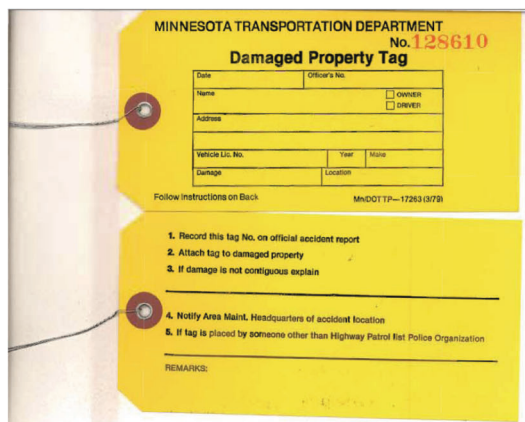 MINNESOTA TRANSPORTATION DEPARTMENT
No. 128610
Damaged Property Tag
Date Officer's No.
Name OWNER
DRIVER
Address
Vehicle Lic. No. Year Make
Damage Location
Follow Instructions on Back Mn/DOT TP—17263 (3/79)
1. Record this tag No. on official accident report
2. Attach tag to damaged property
3. If damage is not contiguous explain
4. Notify Area Maint. Headquarters of accident location
5. If tag is placed by someone other than Highway Patrol list Police Organization
REMARKS: